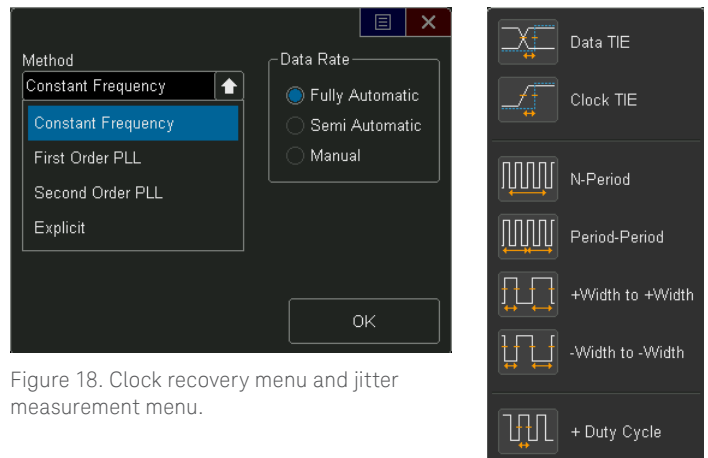 Method
Constant Frequency
Constant Frequency
First Order PLL
Second Order PLL
Explicit
Data Rate
Fully Automatic
Semi Automatic
Manual
OK
Figure 18. Clock recovery menu and jitter
measurement menu.
Data TIE
Clock TIE
N-Period
Period-Period
+Width to +Width
-Width to -Width
+ Duty Cycle